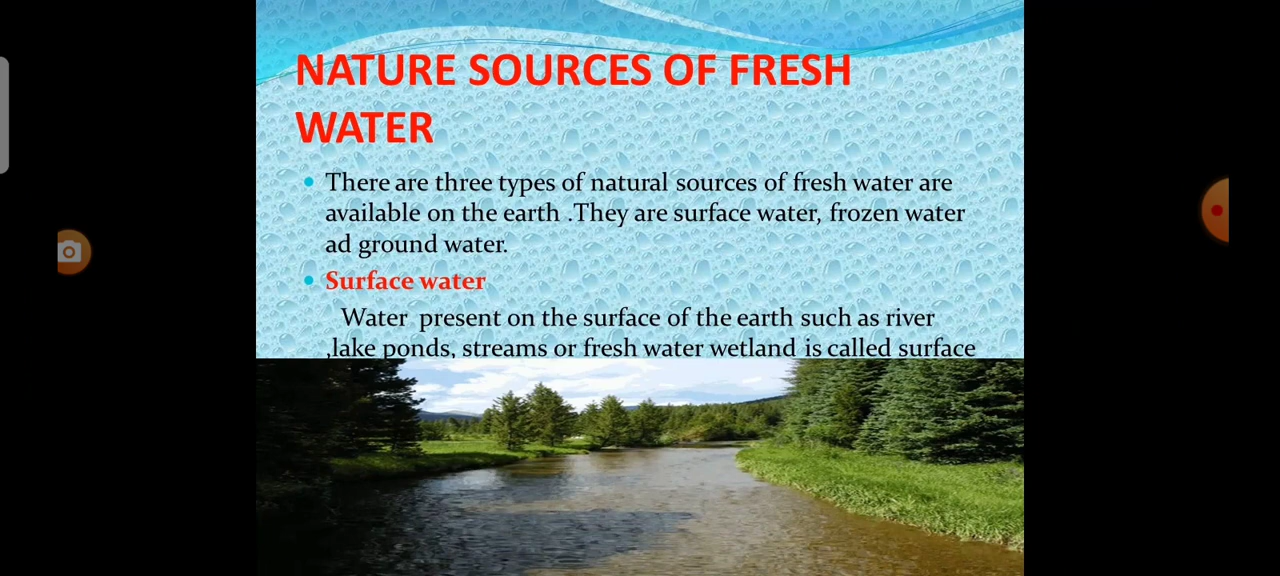 NATURE SOURCES OF FRESH
WATER
There are three types of natural sources of fresh water are
available on the earth .They are surface water, frozen water
ad ground water.
Surface water
Water present on the surface of the earth such as river
,lake ponds, streams or fresh water wetland is called surface